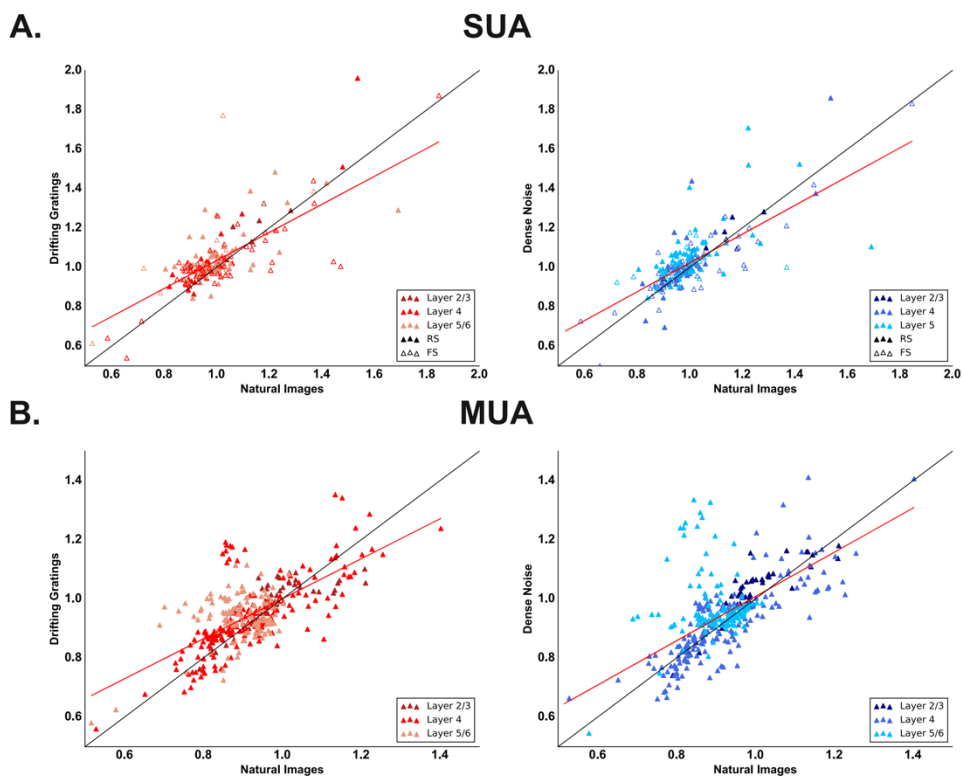 A.
SUA
2.0
1.8
1.6
1.4
1.2
1.0
0.8
0.6
Drifting Gratings
0.6 0.8 1.0 1.2 1.4 1.6 1.8 2.0
Natural Images
Layer 2/3
Layer 4
Layer 5/6
RS
FS
2.0
1.8
1.6
1.4
1.2
1.0
0.8
0.6
Dense Noise
0.6 0.8 1.0 1.2 1.4 1.6 1.8 2.0
Natural Images
Layer 2/3
Layer 4
Layer 5
RS
FS
B.
MUA
1.4
1.2
1.0
0.8
0.6
Drifting Gratings
0.6 0.8 1.0 1.2 1.4
Natural Images
Layer 2/3
Layer 4
Layer 5/6
1.4
1.2
1.0
0.8
0.6
Dense Noise
0.6 0.8 1.0 1.2 1.4
Natural Images
Layer 2/3
Layer 4
Layer 5/6